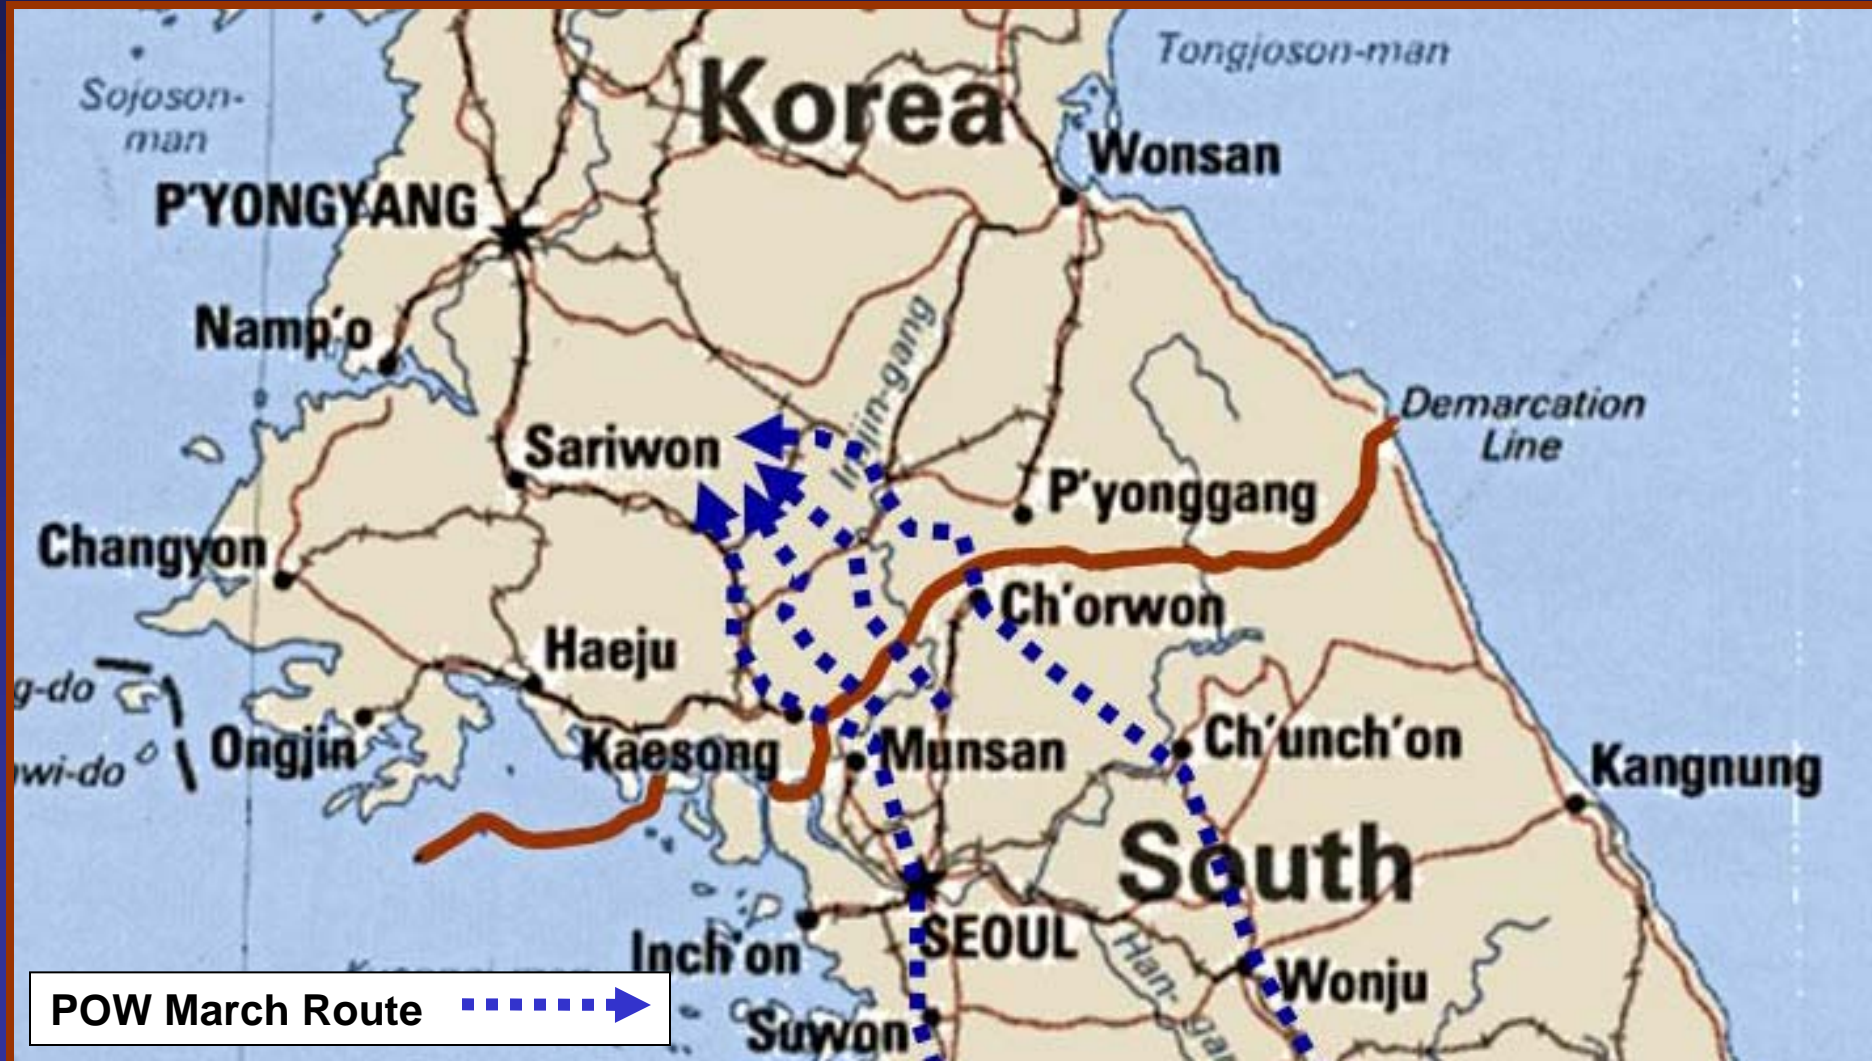 Tongjoson-man
Korea
Sojoson-
man
Wonsan
P'YONGYANG
Namp'o
Imjin-gang
Demarcation
Line
Sariwon
P'yonggang
Changyon
Ch'orwon
Haeju
g-do
Ongjin
Kaesong
Munsan
Ch'unch'on
Kangnung
wi-do
South
SEOUL
Inch'on
Han-
Wonju
POW March Route
Suwon